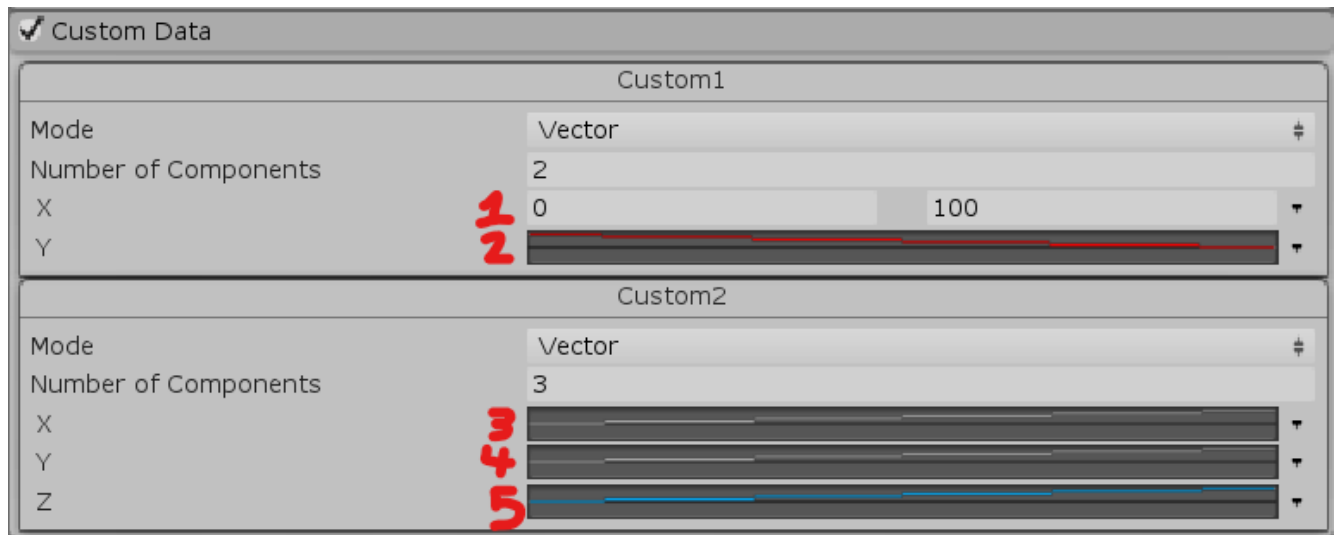 Custom Data
Custom1
Mode Vector
Number of Components 2
X 1 0 100
Y 2
Custom2
Mode Vector
Number of Components 3
X 3
Y 4
Z 5